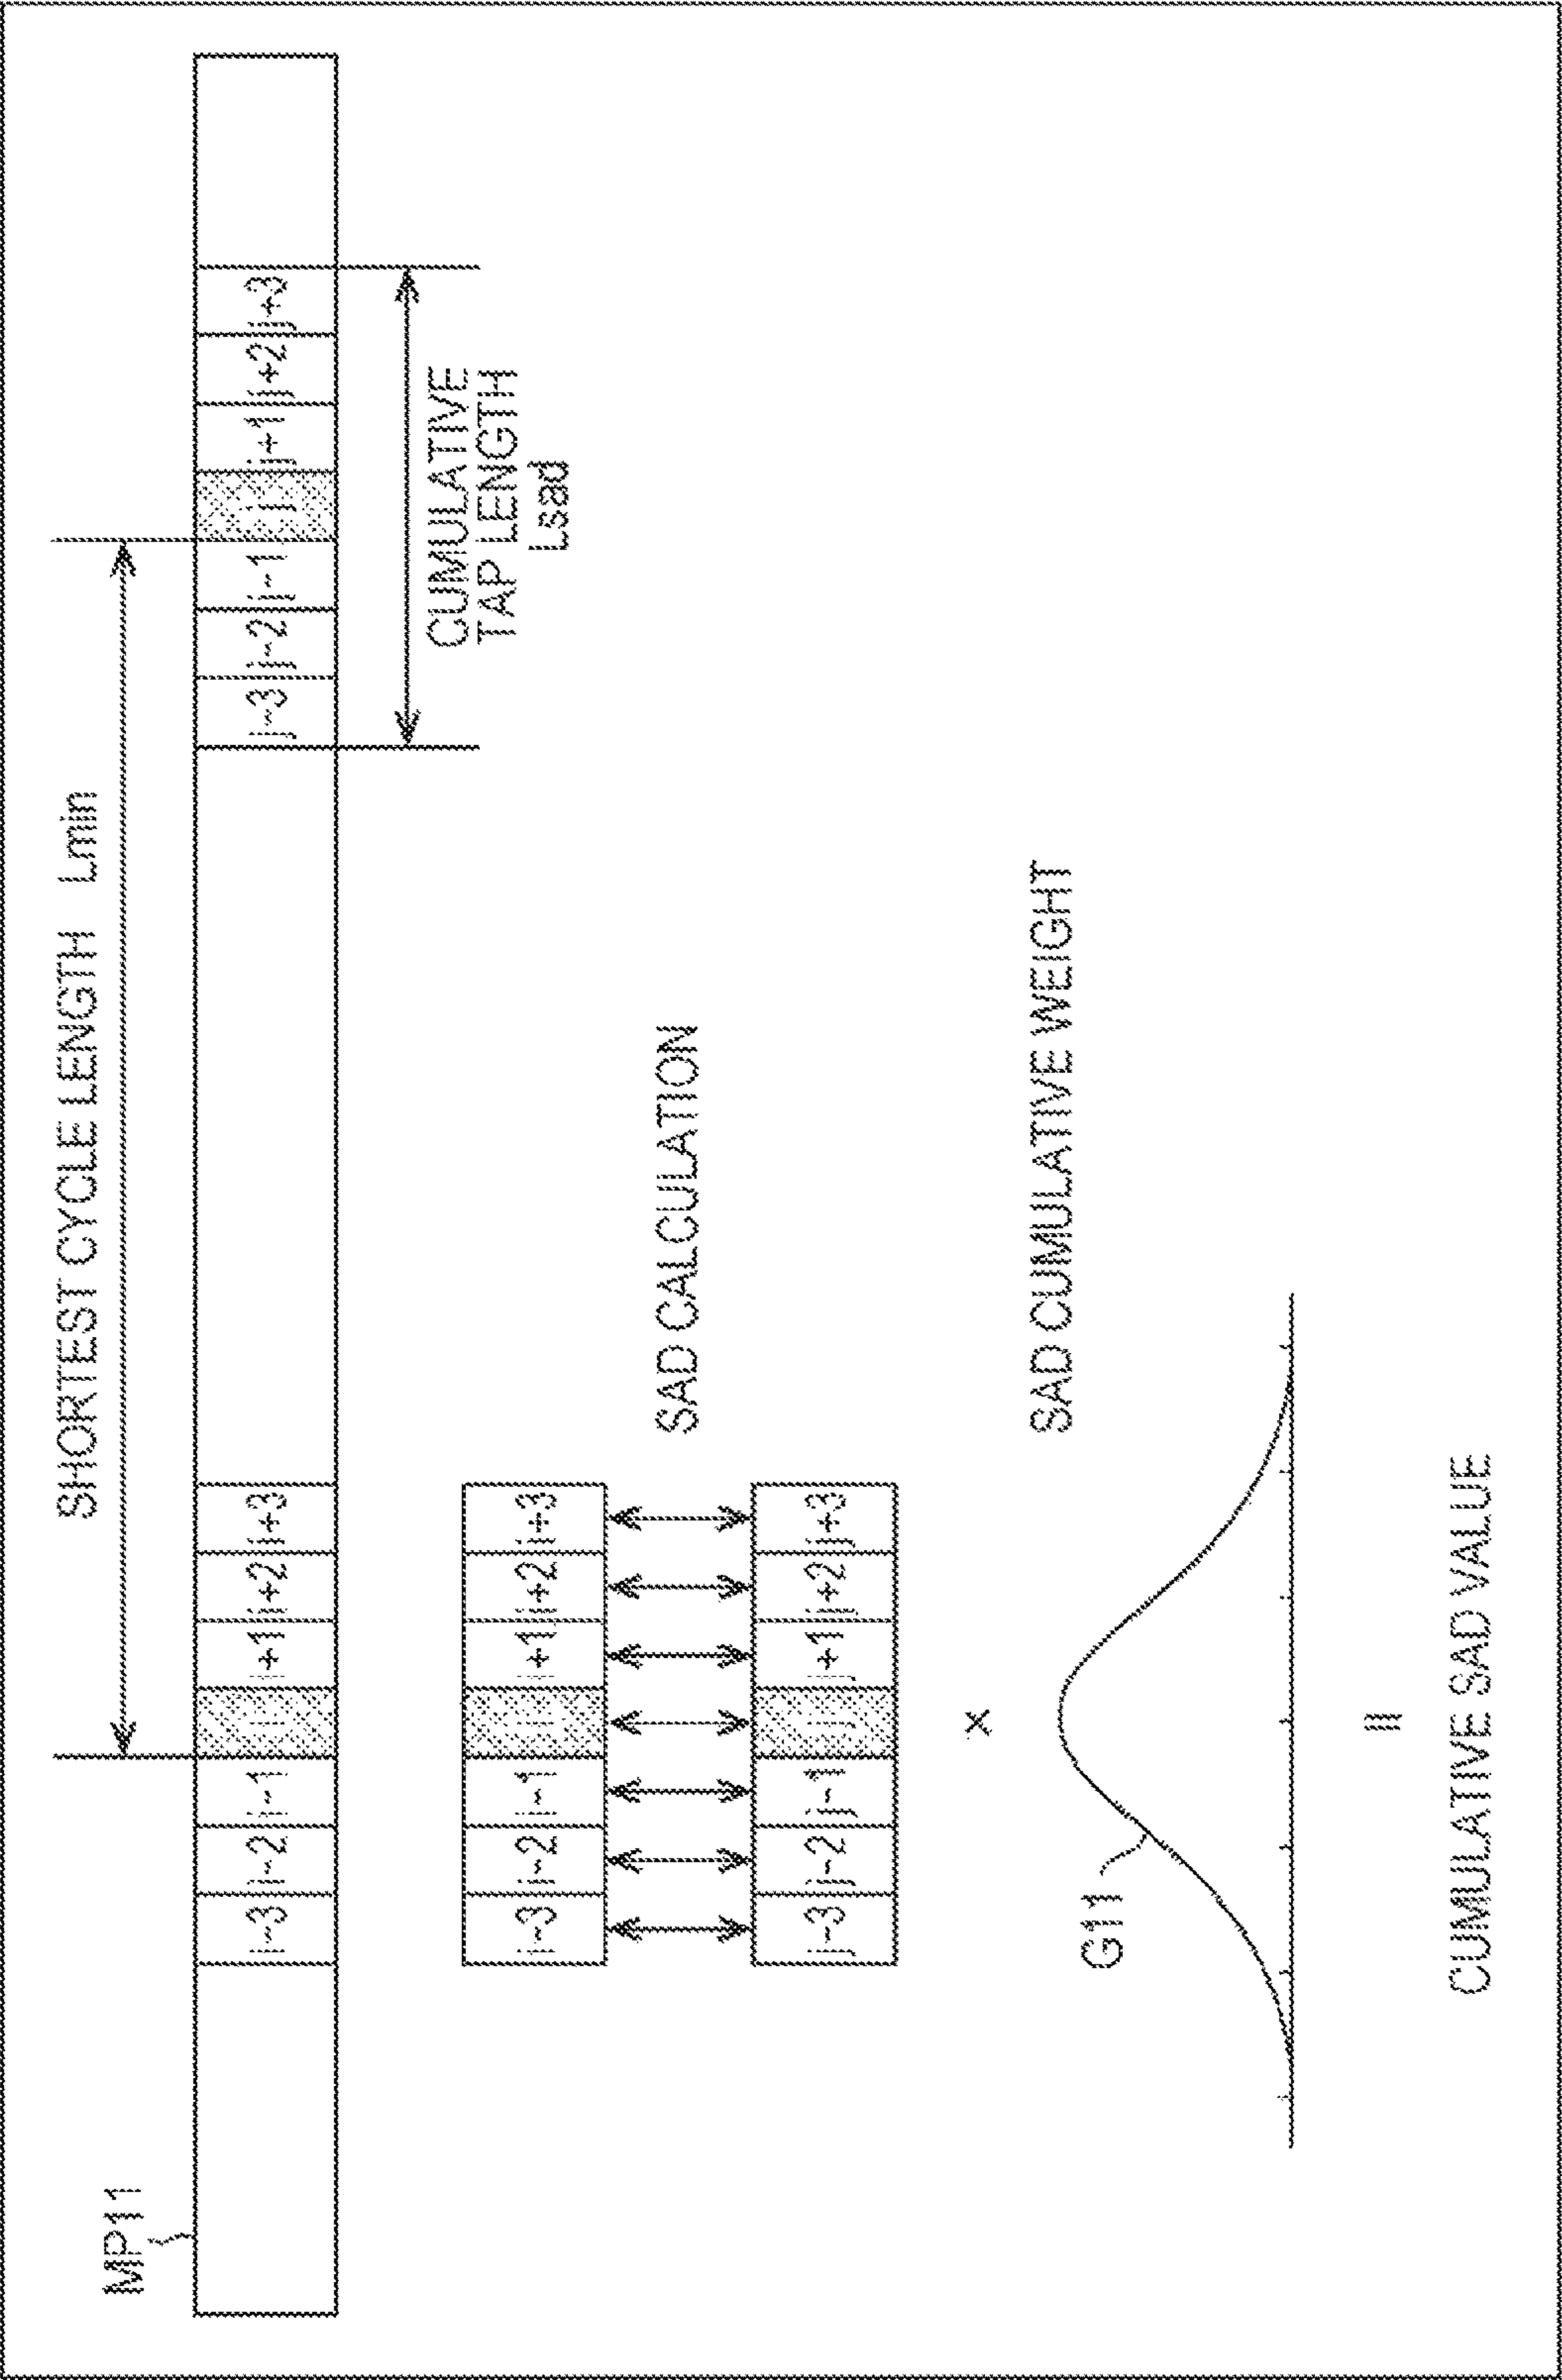 MP11
SHORTEST CYCLE LENGTH Lmin
i-3 i-2 i-1 i i+1 i+2 i+3 j-3 j-2 j-1 j j+1 j+2 j+3
CUMULATIVE
TAP LENGTH
Lsad
i-3 i-2 i-1 i i+1 i+2 i+3
SAD CALCULATION
j-3 j-2 j-1 j j+1 j+2 j+3
×
SAD CUMULATIVE WEIGHT
G11
=
CUMULATIVE SAD VALUE